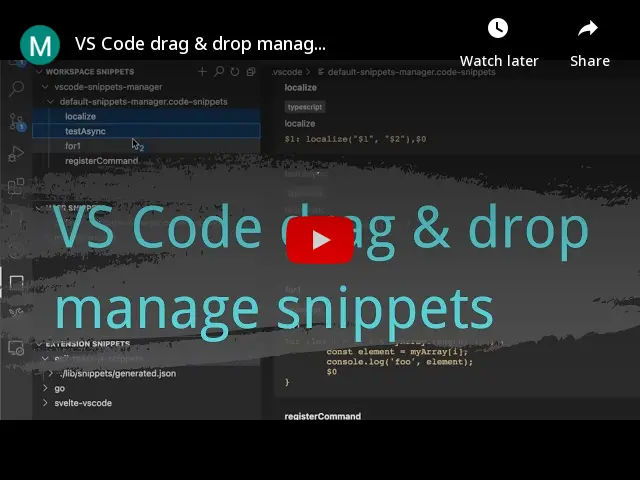 M
VS Code drag & drop manag...
Watch later
Share
WORKSPACE SNIPPETS
.vscode > default-snippets-manager.code-snippets
vscode-snippets-manager
default-snippets-manager.code-snippets
localize
testAsync
for1
registerCommand
2
1
localize
typescript
localize
$1: localize("$1", "$2"),$0
VS Code drag & drop
manage snippets
EXTENSION SNIPPETS
./lib/snippets/generated.json
go
svelte-vscode
const element = myArray[i];
console.log('foo', element);
$0
}
registerCommand